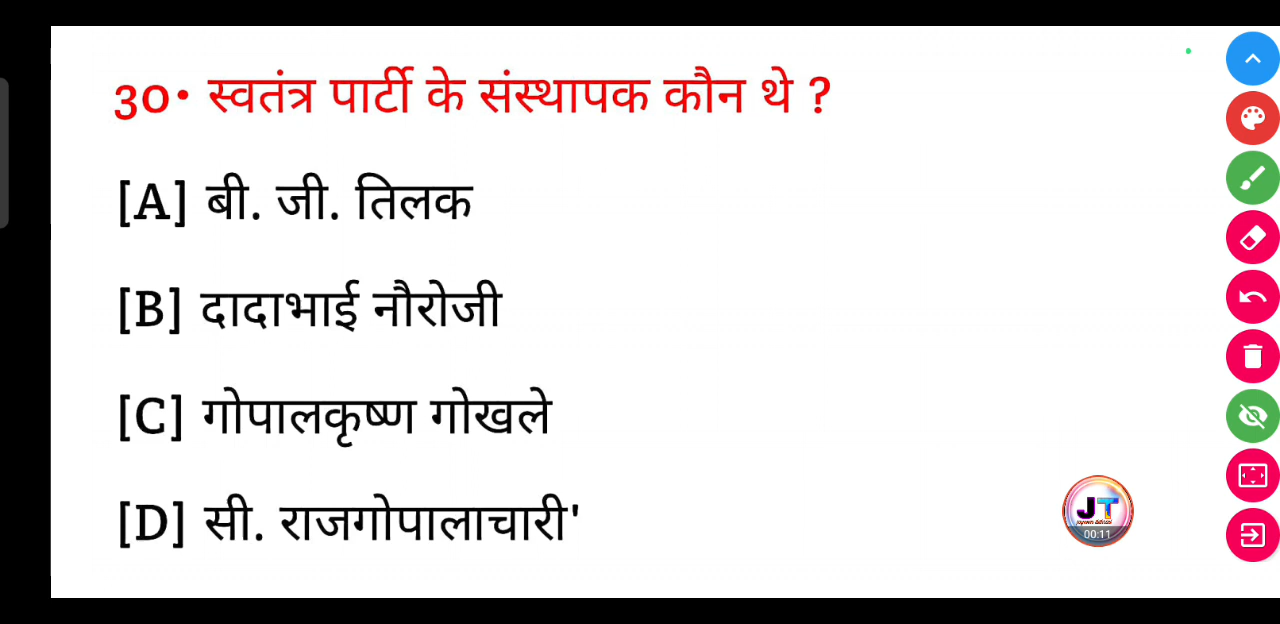 30• स्वतंत्र पार्टी के संस्थापक कौन थे ?
[A] बी. जी. तिलक
[B] दादाभाई नौरोजी
[C] गोपालकृष्ण गोखले
[D] सी. राजगोपालाचारी'
JT
00:11